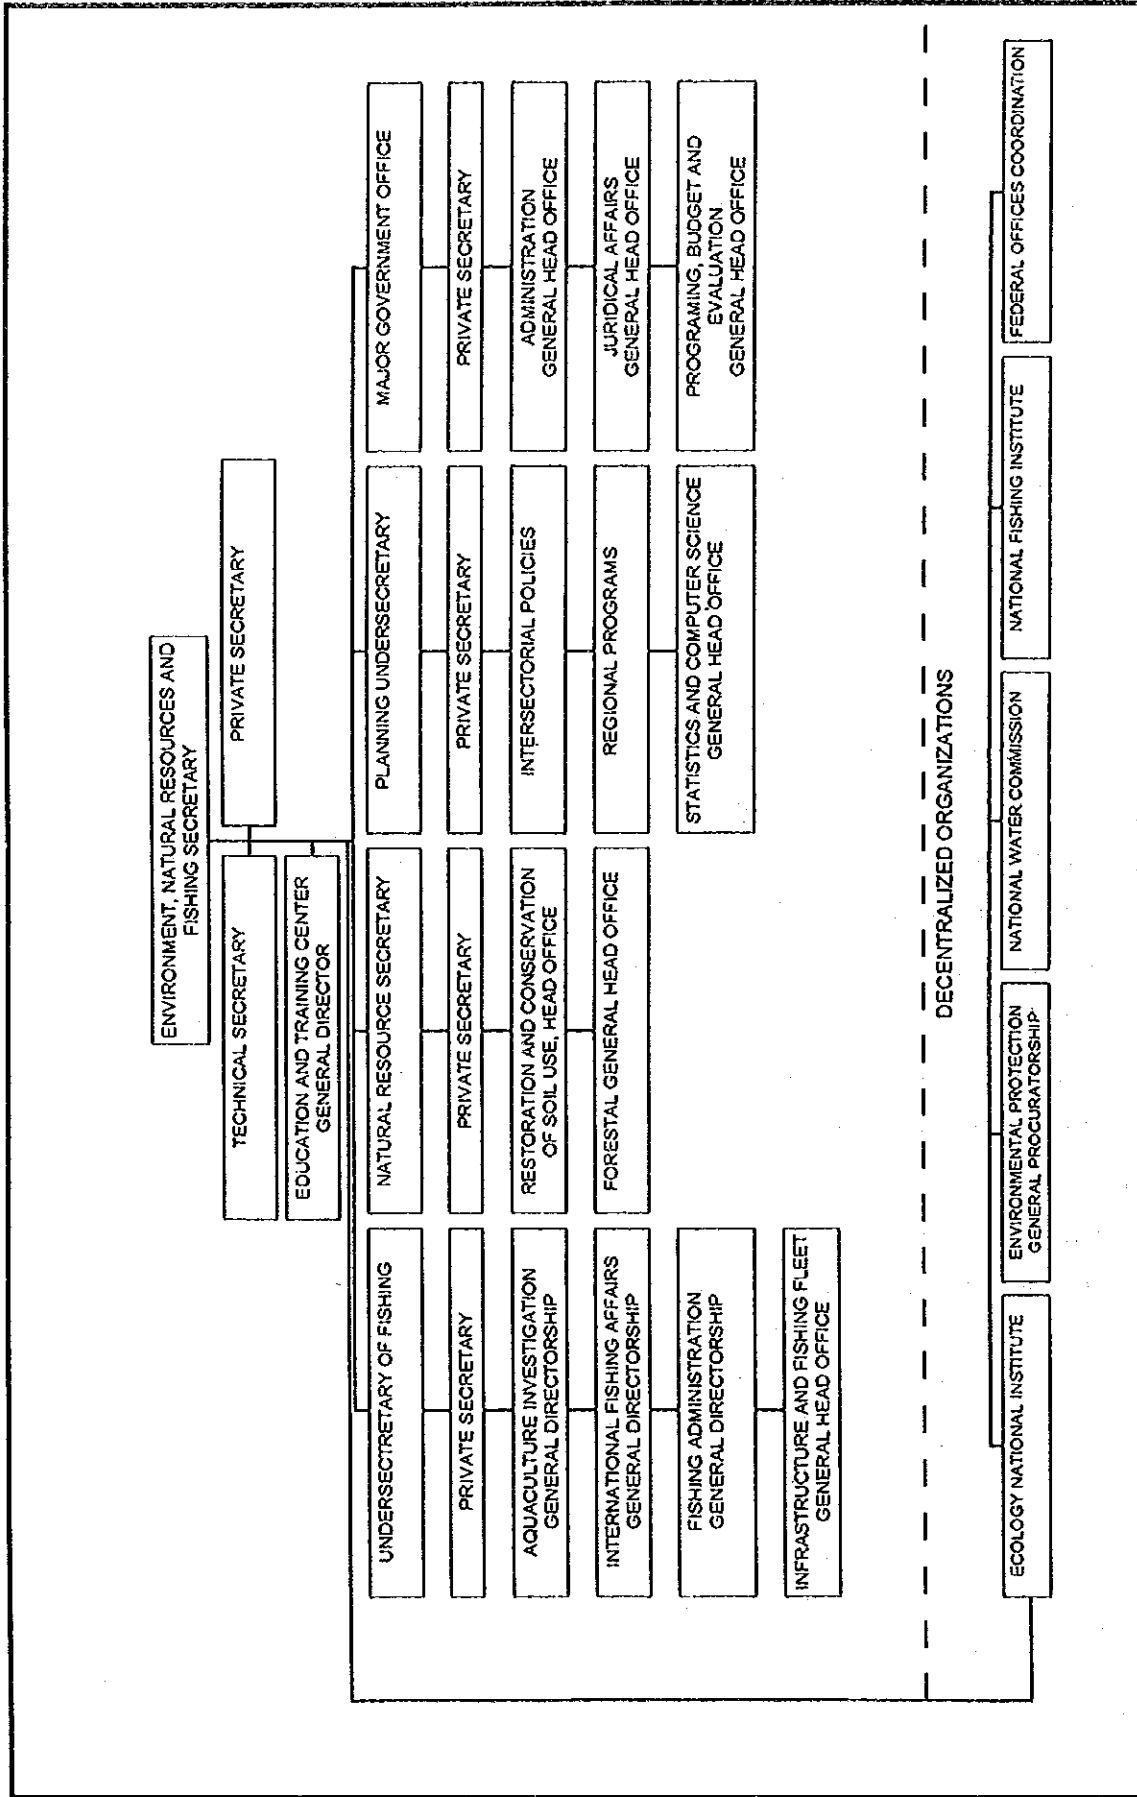 ENVIRONMENT, NATURAL RESOURCES AND
FISHING SECRETARY
TECHNICAL SECRETARY
PRIVATE SECRETARY
EDUCATION AND TRAINING CENTER
GENERAL DIRECTOR
UNDERSECTRETARY OF FISHING
PRIVATE SECRETARY
AQUACULTURE INVESTIGATION
GENERAL DIRECTORSHIP
INTERNATIONAL FISHING AFFAIRS
GENERAL DIRECTORSHIP
FISHING ADMINISTRATION
GENERAL DIRECTORSHIP
INFRASTRUCTURE AND FISHING FLEET
GENERAL HEAD OFFICE
NATURAL RESOURCE SECRETARY
PRIVATE SECRETARY
RESTORATION AND CONSERVATION
OF SOIL USE, HEAD OFFICE
FORESTAL GENERAL HEAD OFFICE
PLANNING UNDERSECRETARY
PRIVATE SECRETARY
INTERSECTORIAL POLICIES
REGIONAL PROGRAMS
STATISTICS AND COMPUTER SCIENCE
GENERAL HEAD OFFICE
MAJOR GOVERNMENT OFFICE
PRIVATE SECRETARY
ADMINISTRATION
GENERAL HEAD OFFICE
JURIDICAL AFFAIRS
GENERAL HEAD OFFICE
PROGRAMING, BUDGET AND
EVALUATION
GENERAL HEAD OFFICE
DECENTRALIZED ORGANIZATIONS
ECOLOGY NATIONAL INSTITUTE
ENVIRONMENTAL PROTECTION
GENERAL PROCURATORSHIP
NATIONAL WATER COMMISSION
NATIONAL FISHING INSTITUTE
FEDERAL OFFICES COORDINATION